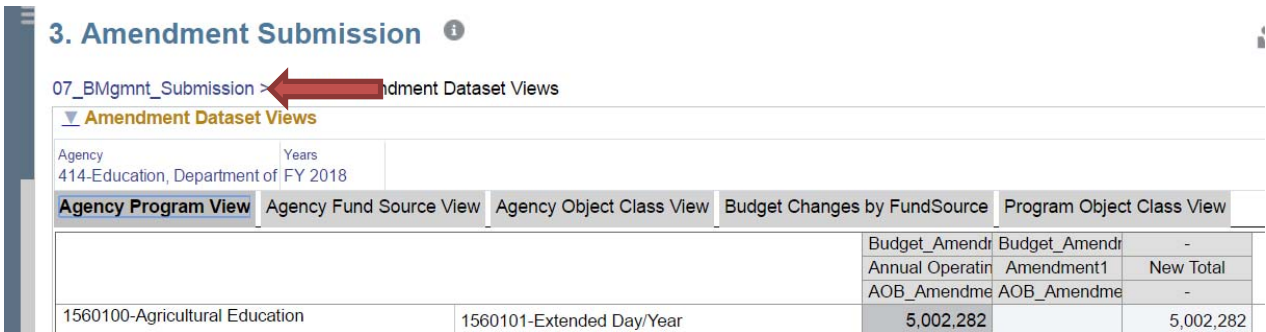 3. Amendment Submission
07_BMgmnt_Submission > ndment Dataset Views
Amendment Dataset Views
Agency Years
414-Education, Department of FY 2018
Agency Program View Agency Fund Source View Agency Object Class View Budget Changes by FundSource Program Object Class View
Budget_Amendr Budget_Amendr -
Annual Operatin Amendment1 New Total
AOB_Amendme AOB_Amendme -
1560100-Agricultural Education 1560101-Extended Day/Year 5,002,282 5,002,282